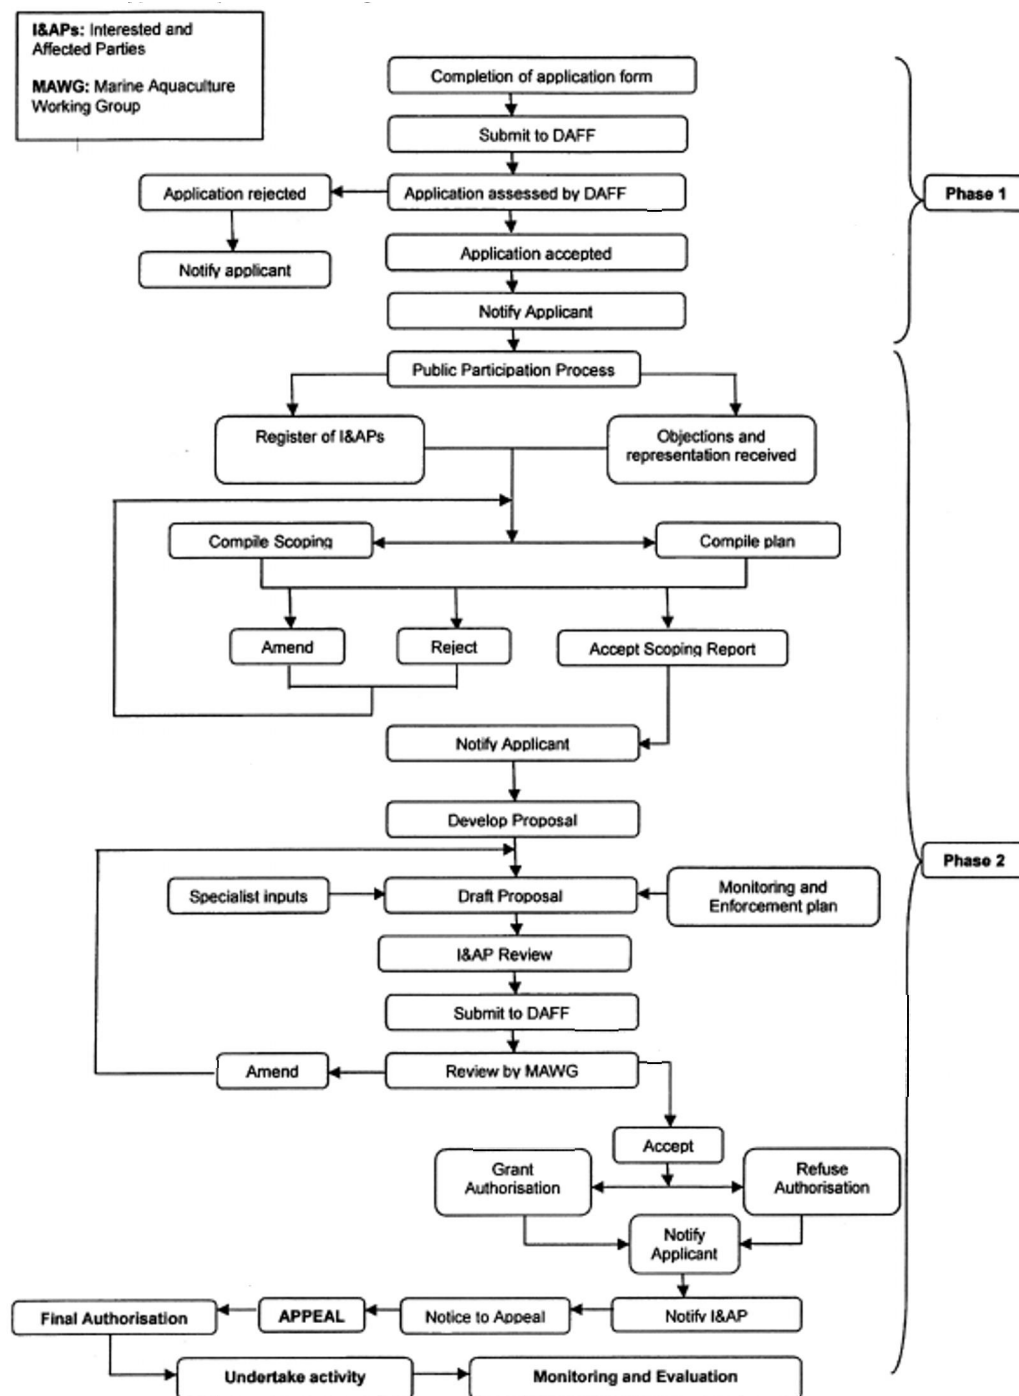 I&APs: Interested and
Affected Parties
MAWG: Marine Aquaculture
Working Group
Completion of application form
Submit to DAFF
Application rejected
Application assessed by DAFF
Phase 1
Application accepted
Notify applicant
Notify Applicant
Public Participation Process
Register of I&APs
Objections and
representation received
Compile Scoping
Compile plan
Amend
Reject
Accept Scoping Report
Notify Applicant
Develop Proposal
Phase 2
Specialist inputs
Draft Proposal
Monitoring and
Enforcement plan
I&AP Review
Submit to DAFF
Amend
Review by MAWG
Accept
Grant
Authorisation
Refuse
Authorisation
Notify
Applicant
Final Authorisation
APPEAL
Notice to Appeal
Notify I&AP
Undertake activity
Monitoring and Evaluation